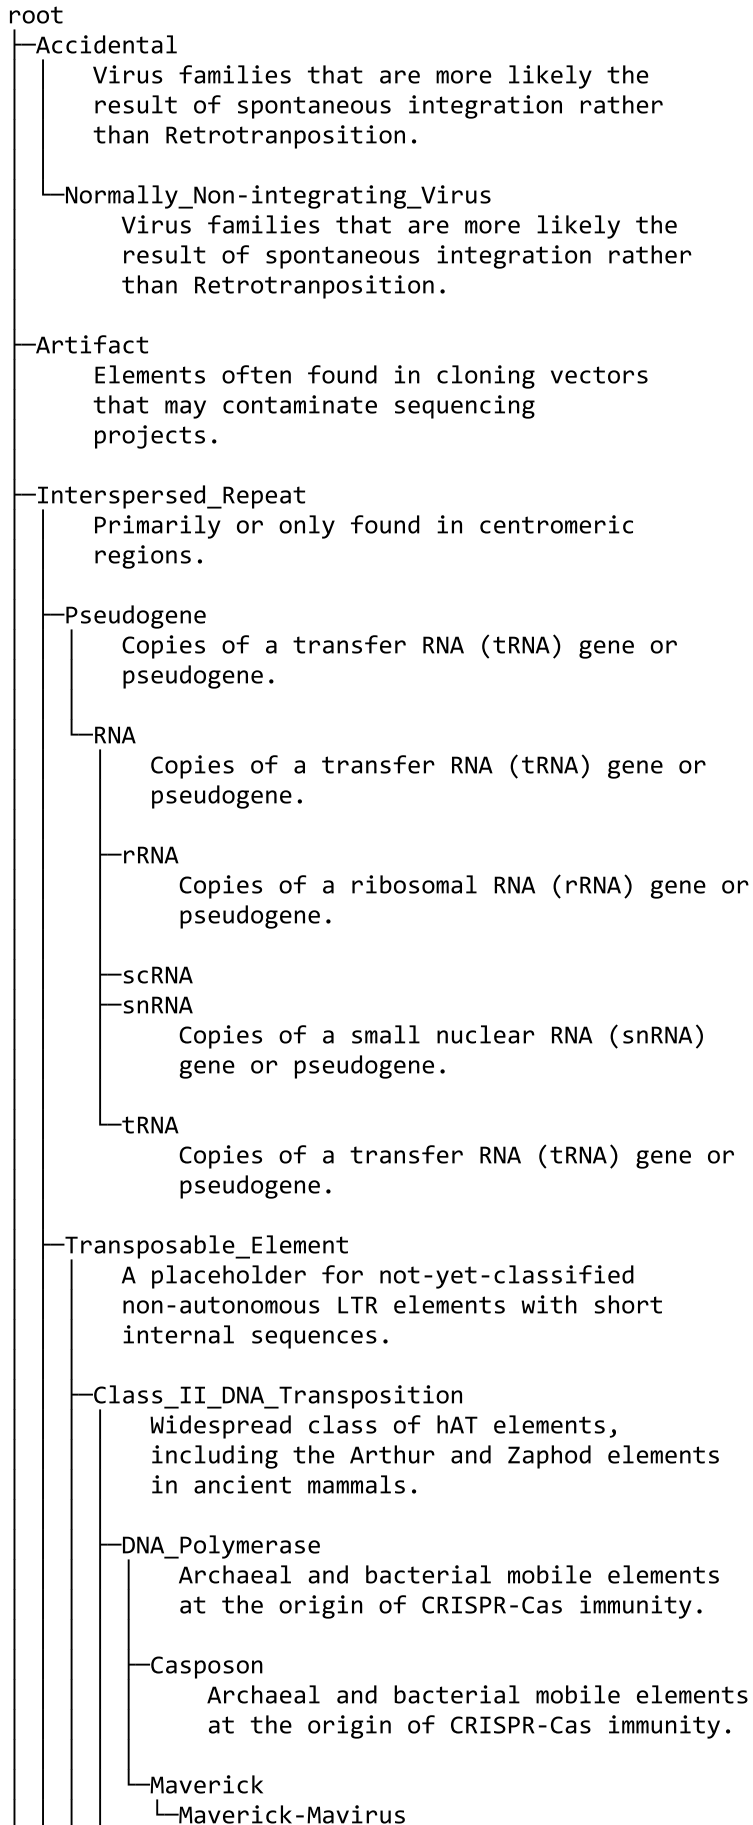 root
Accidental
Virus families that are more likely the
result of spontaneous integration rather
than Retrotranposition.
Normally_Non-integrating_Virus
Virus families that are more likely the
result of spontaneous integration rather
than Retrotranposition.
Artifact
Elements often found in cloning vectors
that may contaminate sequencing
projects.
Interspersed_Repeat
Primarily or only found in centromeric
regions.
Pseudogene
Copies of a transfer RNA (tRNA) gene or
pseudogene.
RNA
Copies of a transfer RNA (tRNA) gene or
pseudogene.
rRNA
Copies of a ribosomal RNA (rRNA) gene or
pseudogene.
scRNA
snRNA
Copies of a small nuclear RNA (snRNA)
gene or pseudogene.
tRNA
Copies of a transfer RNA (tRNA) gene or
pseudogene.
Transposable_Element
A placeholder for not-yet-classified
non-autonomous LTR elements with short
internal sequences.
Class_II_DNA_Transposition
Widespread class of hAT elements,
including the Arthur and Zaphod elements
in ancient mammals.
DNA_Polymerase
Archaeal and bacterial mobile elements
at the origin of CRISPR-Cas immunity.
Casposon
Archaeal and bacterial mobile elements
at the origin of CRISPR-Cas immunity.
Maverick
Maverick-Mavirus